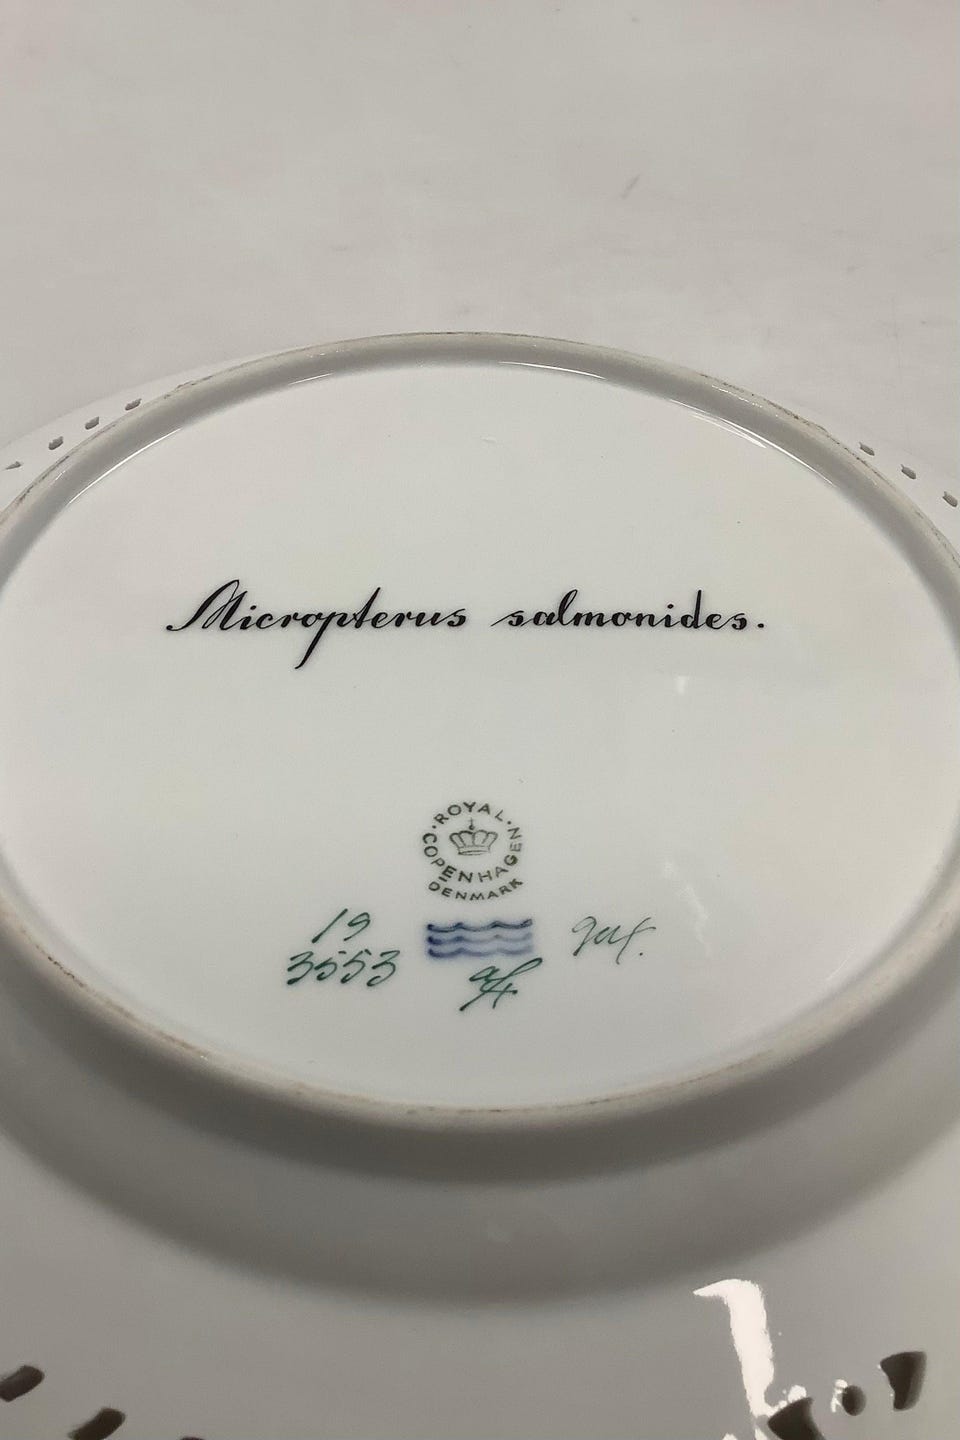 Micropterus salmonides.
ROYAL
COPENHAGEN
DENMARK
19
3553